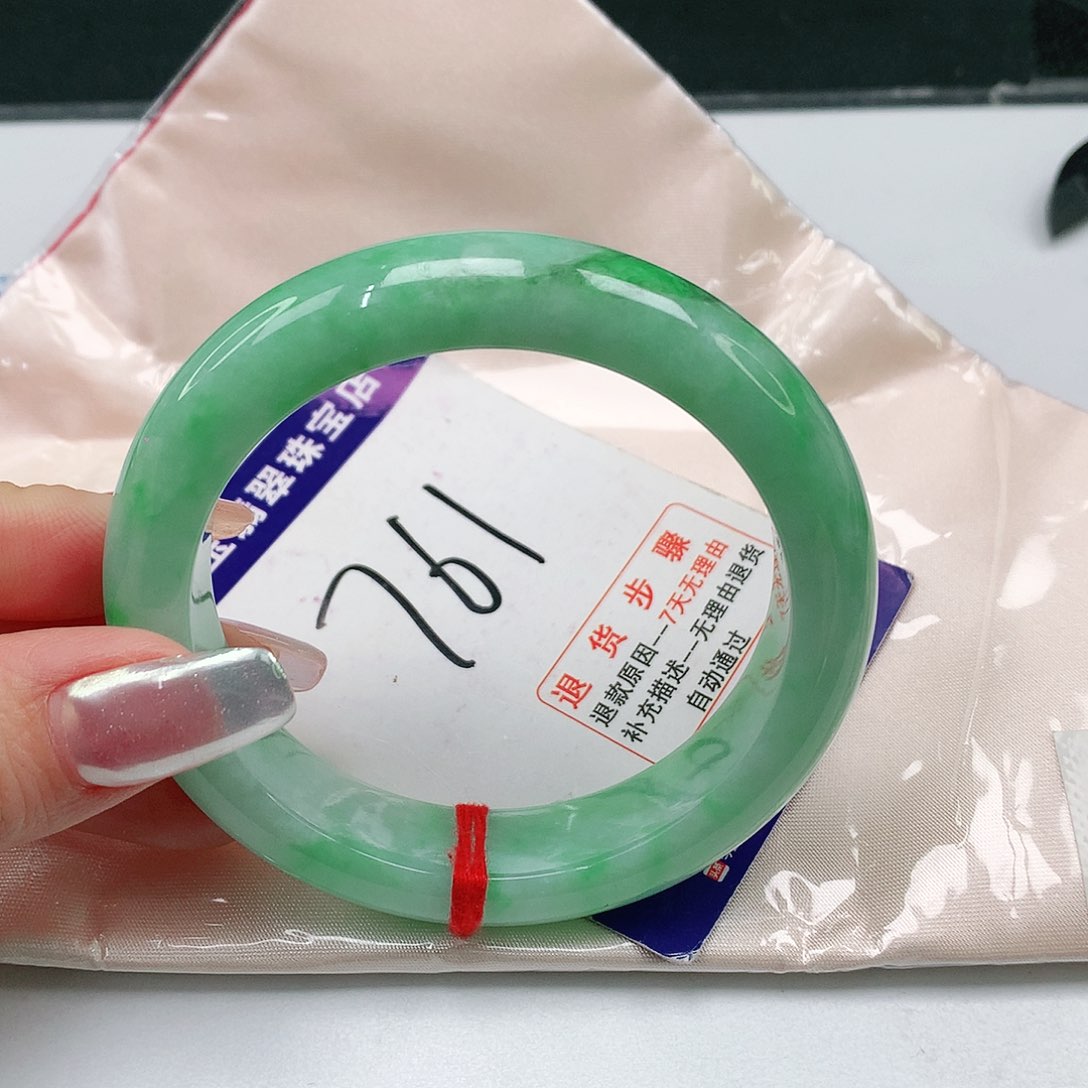 翡翠珠宝店
761
退货步骤
退款原因--7天无理由
补充描述--无理由退货
自动通过